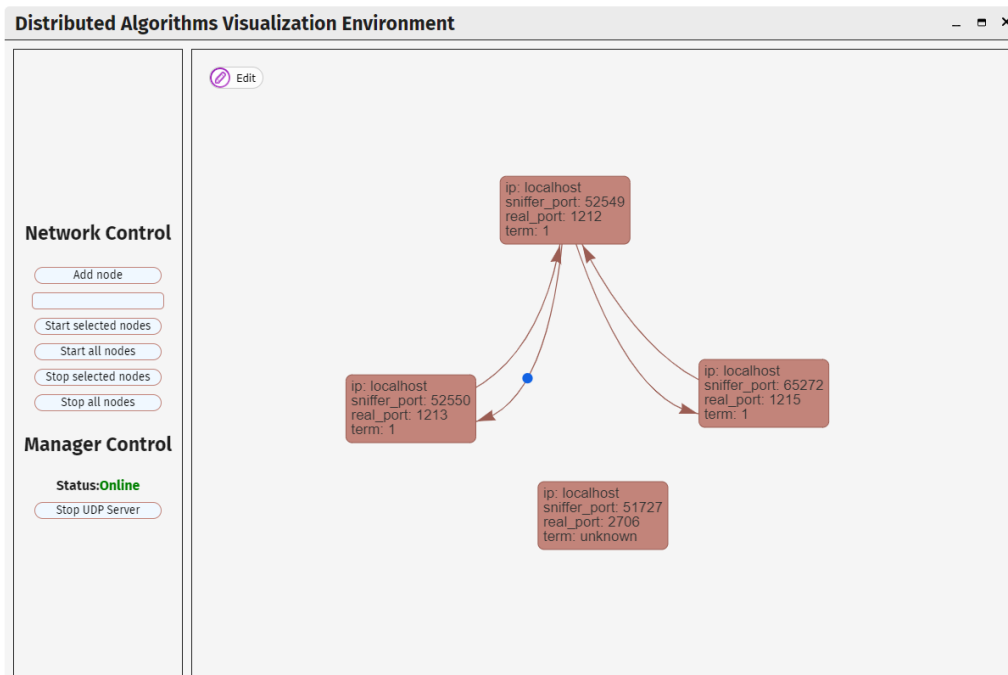 Distributed Algorithms Visualization Environment
Edit
Network Control
Add node
Start selected nodes
Start all nodes
Stop selected nodes
Stop all nodes
Manager Control
Status:Online
Stop UDP Server
ip: localhost
sniffer_port: 52549
real_port: 1212
term: 1
ip: localhost
sniffer_port: 52550
real_port: 1213
term: 1
ip: localhost
sniffer_port: 65272
real_port: 1215
term: 1
ip: localhost
sniffer_port: 51727
real_port: 2706
term: unknown